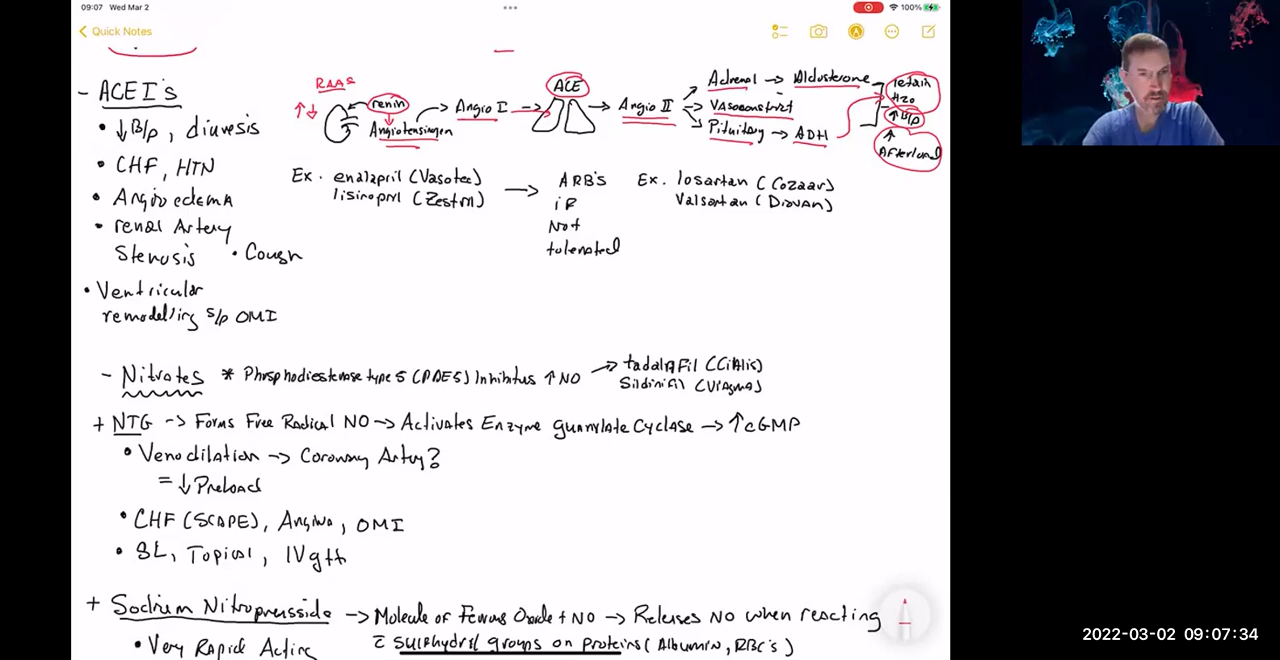 09:07 Wed Mar 2
100%
Quick Notes
- ACEI's
• ↓B/p, diuresis
• CHF, HTN
• Angioedema
• renal Artery
Stenosis • Cough
• Ventricular
remodelling s/p OMI
RAAS
↑↓
renin
Angiotensinogen
→ Angio I →
ACE
→ Angio II
Adrenal → Aldosterone
→ Vasoconstrict
Pituitary → ADH
retain
H2O
↑B/p
↑
Afterload
Ex. enalapril (Vasotec)
lisinopril (Zestril)
→ ARB's
if
Not
tolerated
Ex. losartan (Cozaar)
Valsartan (Diovan)
- Nitrates * Phosphodiesterase type 5 (PDE5) Inhibitors ↑NO
→ tadalafil (Cialis)
Sildinifil (Viagra)
+ NTG → Forms Free Radical NO → Activates Enzyme guanylate Cyclase → ↑cGMP
• Venodilation → Coronary Artery?
= ↓ Preload
• CHF (SCAPE), Angina, OMI
• SL, Topical, IV gtt
+ Sodium Nitroprusside → Molecule of Ferrous Oxide + NO → Releases NO when reacting
c̄ sulfhydril groups on proteins (Albumin, RBC's)
• Very Rapid Acting
2022-03-02 09:07:34